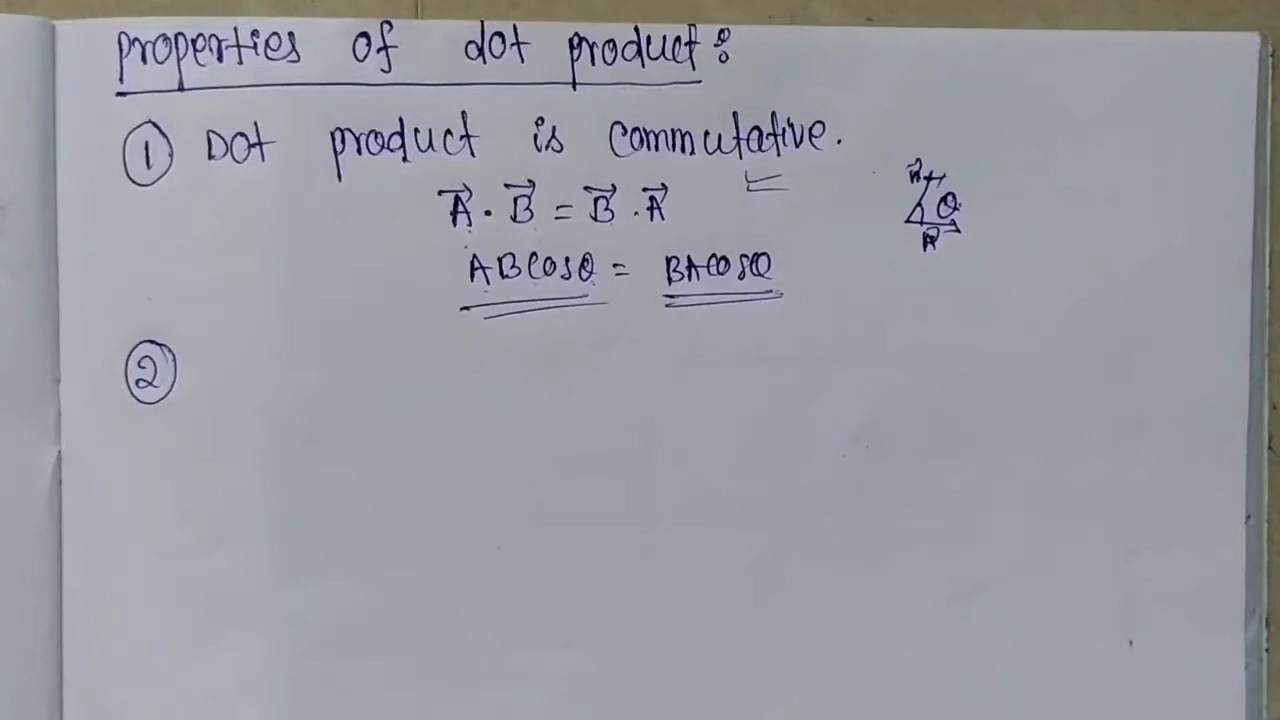 properties of dot product:
① Dot product is commutative.
A⃗ . B⃗ = B⃗ . A⃗
ABcosθ = BAcosθ
θ
②